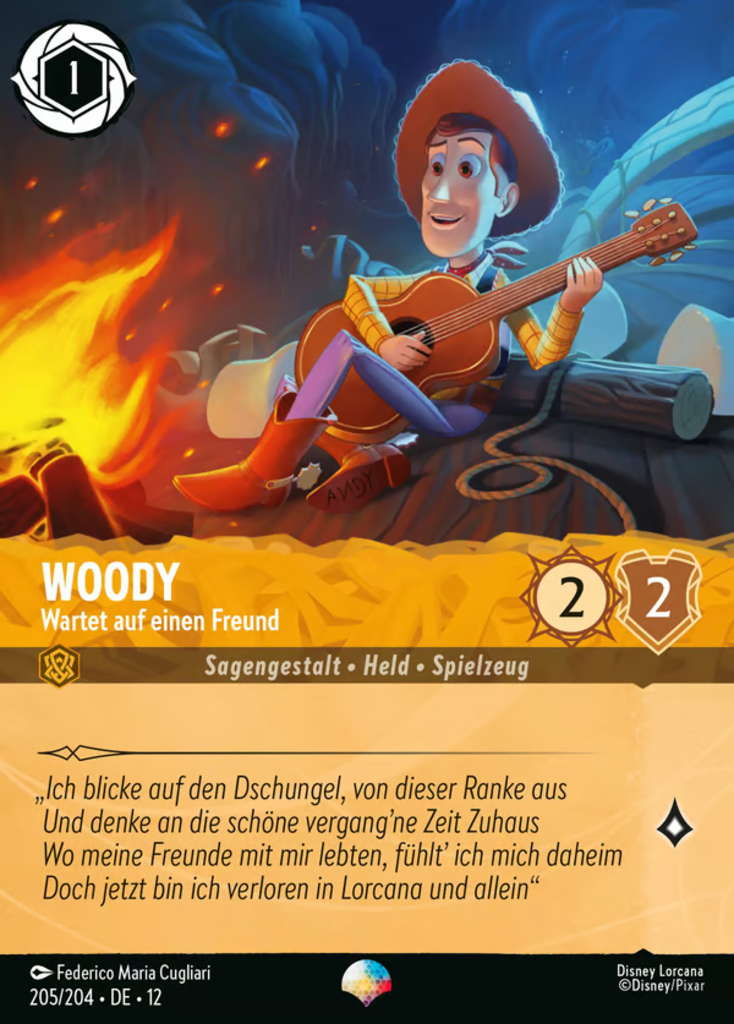 1
ANDY
WOODY
Wartet auf einen Freund
2 2
Sagengestalt • Held • Spielzeug
„Ich blicke auf den Dschungel, von dieser Ranke aus
Und denke an die schöne vergang’ne Zeit Zuhaus
Wo meine Freunde mit mir lebten, fühlt’ ich mich daheim
Doch jetzt bin ich verloren in Lorcana und allein“
Federico Maria Cugliari
205/204 • DE • 12
Disney Lorcana
©Disney/Pixar